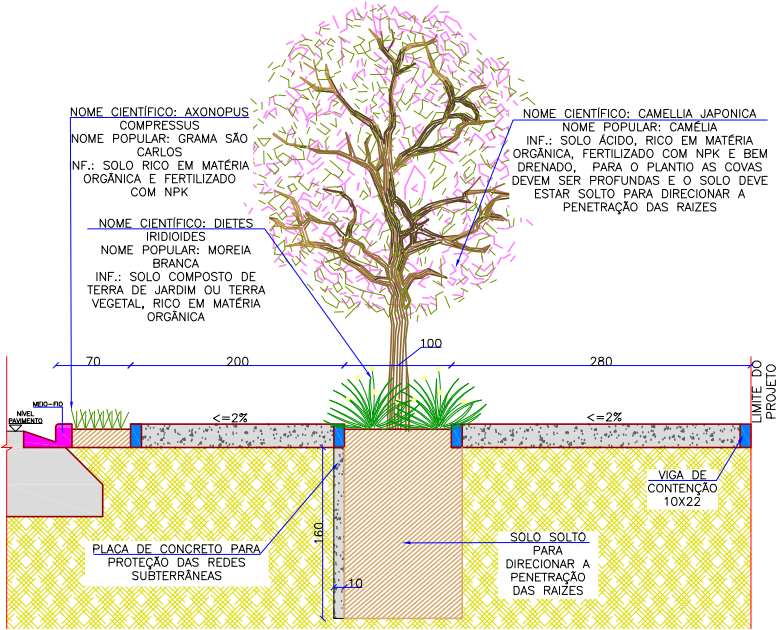 NOME CIENTÍFICO: AXONOPUS
COMPRESSUS
NOME POPULAR: GRAMA SÃO
CARLOS
INF.: SOLO RICO EM MATÉRIA
ORGÂNICA E FERTILIZADO
COM NPK
NOME CIENTÍFICO: CAMELLIA JAPONICA
NOME POPULAR: CAMÉLIA
INF.: SOLO ÁCIDO, RICO EM MATÉRIA
ORGÂNICA, FERTILIZADO COM NPK E BEM
DRENADO, PARA O PLANTIO AS COVAS
DEVEM SER PROFUNDAS E O SOLO DEVE
ESTAR SOLTO PARA DIRECIONAR A
PENETRAÇÃO DAS RAIZES
NOME CIENTÍFICO: DIETES
IRIDIOIDES
NOME POPULAR: MOREIA
BRANCA
INF.: SOLO COMPOSTO DE
TERRA DE JARDIM OU TERRA
VEGETAL, RICO EM MATÉRIA
ORGÂNICA
100
70
200
280
LIMITE DO
PROJETO
MEIO-FIO
NÍVEL
PAVIMENTO
<=2%
<=2%
VIGA DE
CONTENÇÃO
10X22
160
PLACA DE CONCRETO PARA
PROTEÇÃO DAS REDES
SUBTERRÂNEAS
SOLO SOLTO
PARA
DIRECIONAR A
PENETRAÇÃO
DAS RAIZES
10